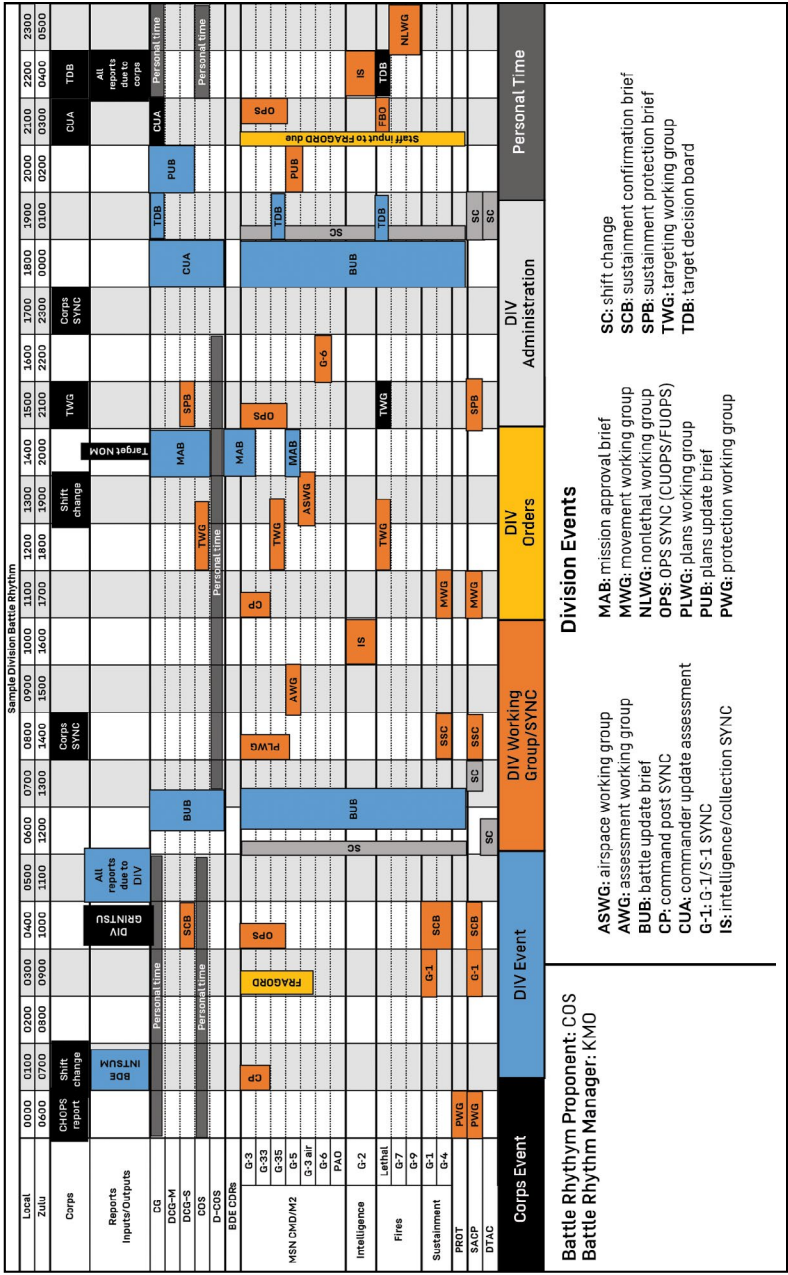 Sample Division Battle Rhythm
Local 0000 0100 0200 0300 0400 0500 0600 0700 0800 0900 1000 1100 1200 1300 1400 1500 1600 1700 1800 1900 2000 2100 2200 2300
Zulu 0600 0700 0800 0900 1000 1100 1200 1300 1400 1500 1600 1700 1800 1900 2000 2100 2200 2300 0000 0100 0200 0300 0400 0500
Corps CHOPS report Shift change Corps SYNC Shift change TWG Corps SYNC CUA TDB
Reports Inputs/Outputs BDE INTSUM DIV GRINTSU All reports due to DIV Target NOM All reports due to corps
CG Personal time BUB MAB CUA TDB PUB CUA Personal time
DCG-M
DCG-S SCB SPB
COS Personal time TWG Personal time
D-COS Personal time
BDE CDRs MAB
MSN CMD/M2
G-3 CP FRAGORD OPS SC BUB PLWG CP OPS BUB SC Staff input to FRAGORD due OPS
G-33
G-35 TWG TDB
G-5 AWG MAB PUB
G-3 air ASWG
G-6 G-6
PAO
Intelligence G-2 IS IS
Fires
Lethal TWG TWG TDB FBO TDB
G-7 NLWG
G-9
Sustainment
G-1 G-1 SCB
G-4 SSC MWG
PROT PWG
SACP PWG G-1 SCB SC SSC MWG SPB SC
DTAC SC SC
Corps Event DIV Event DIV Working Group/SYNC DIV Orders DIV Administration Personal Time
Battle Rhythym Proponent: COS
Battle Rhythm Manager: KMO
Division Events
ASWG: airspace working group
AWG: assessment working group
BUB: battle update brief
CP: command post SYNC
CUA: commander update assessment
G-1: G-1/S-1 SYNC
IS: intelligence/collection SYNC
MAB: mission approval brief
MWG: movement working group
NLWG: nonlethal working group
OPS: OPS SYNC (CUOPS/FUOPS)
PLWG: plans working group
PUB: plans update brief
PWG: protection working group
SC: shift change
SCB: sustainment confirmation brief
SPB: sustainment protection brief
TWG: targeting working group
TDB: target decision board